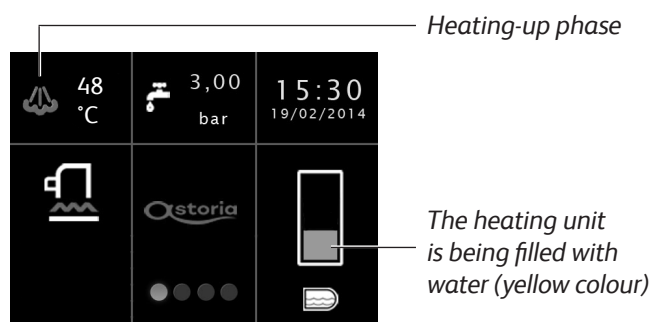 Heating-up phase
48
°C
3,00
bar
15:30
19/02/2014
astoria
The heating unit
is being filled with
water (yellow colour)